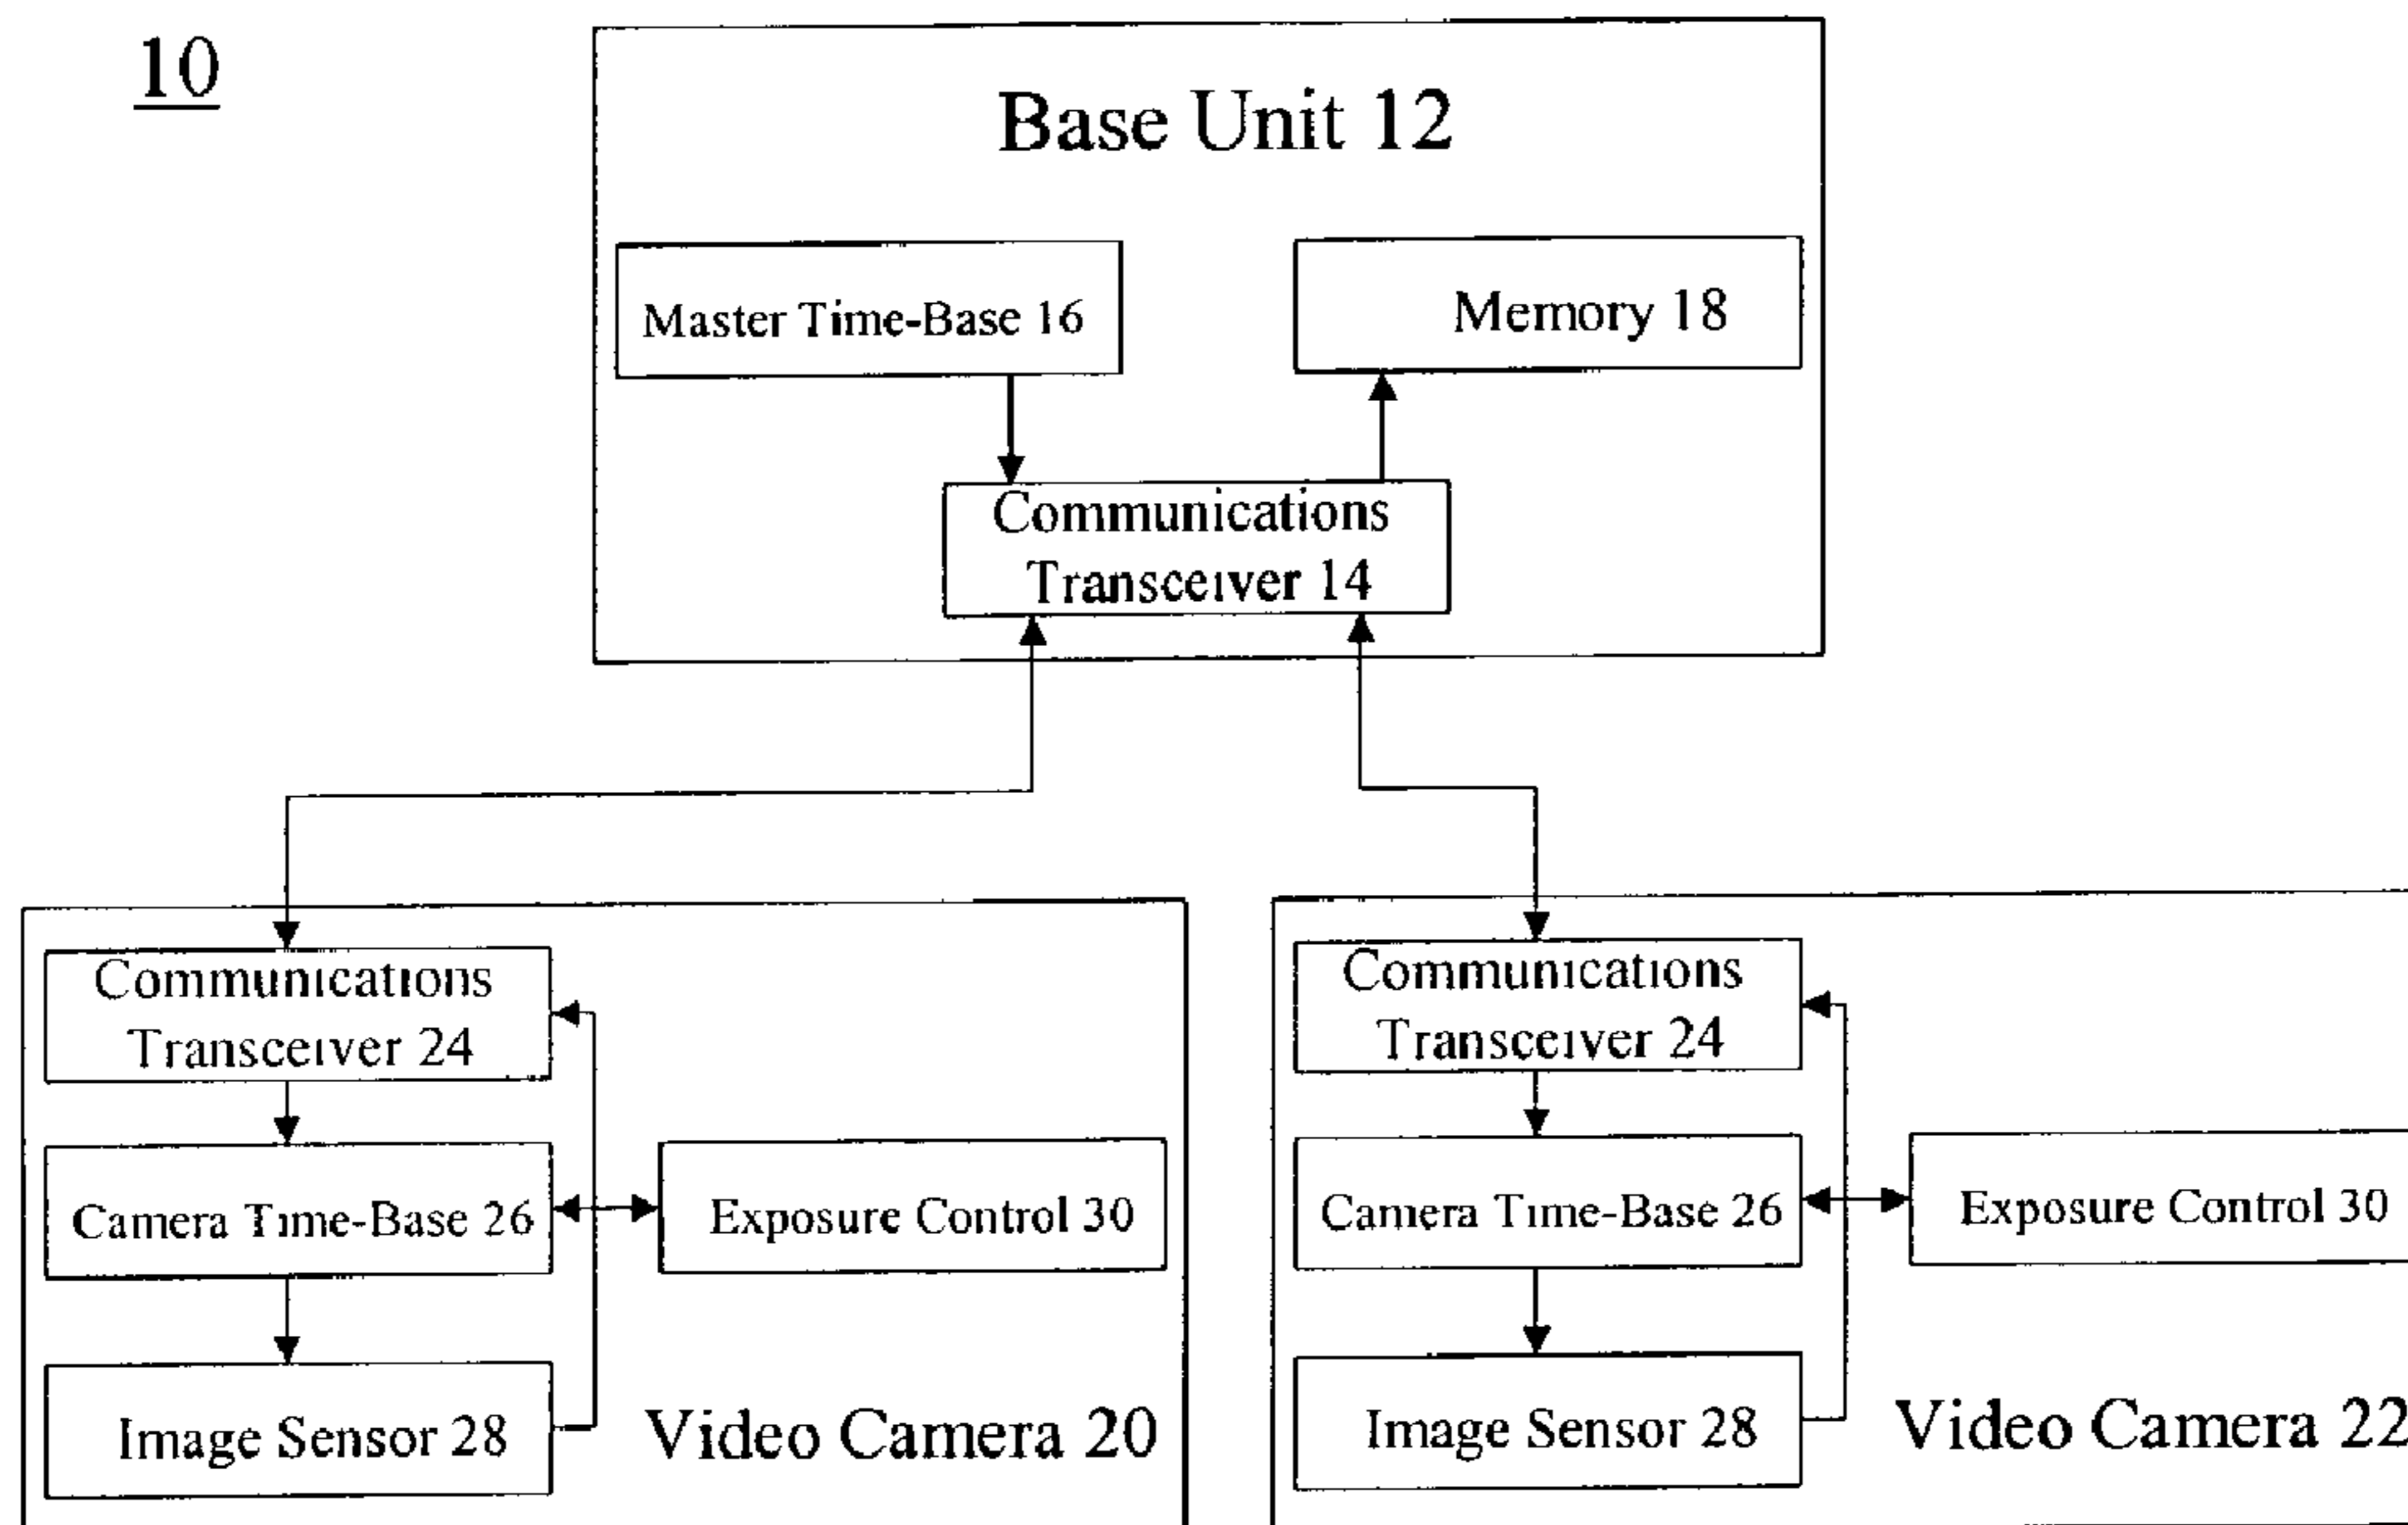 10
Base Unit 12
Master Time-Base 16
Memory 18
Communications
Transceiver 14
Communications
Transceiver 24
Camera Time-Base 26
Exposure Control 30
Image Sensor 28
Video Camera 20
Communications
Transceiver 24
Camera Time-Base 26
Exposure Control 30
Image Sensor 28
Video Camera 22